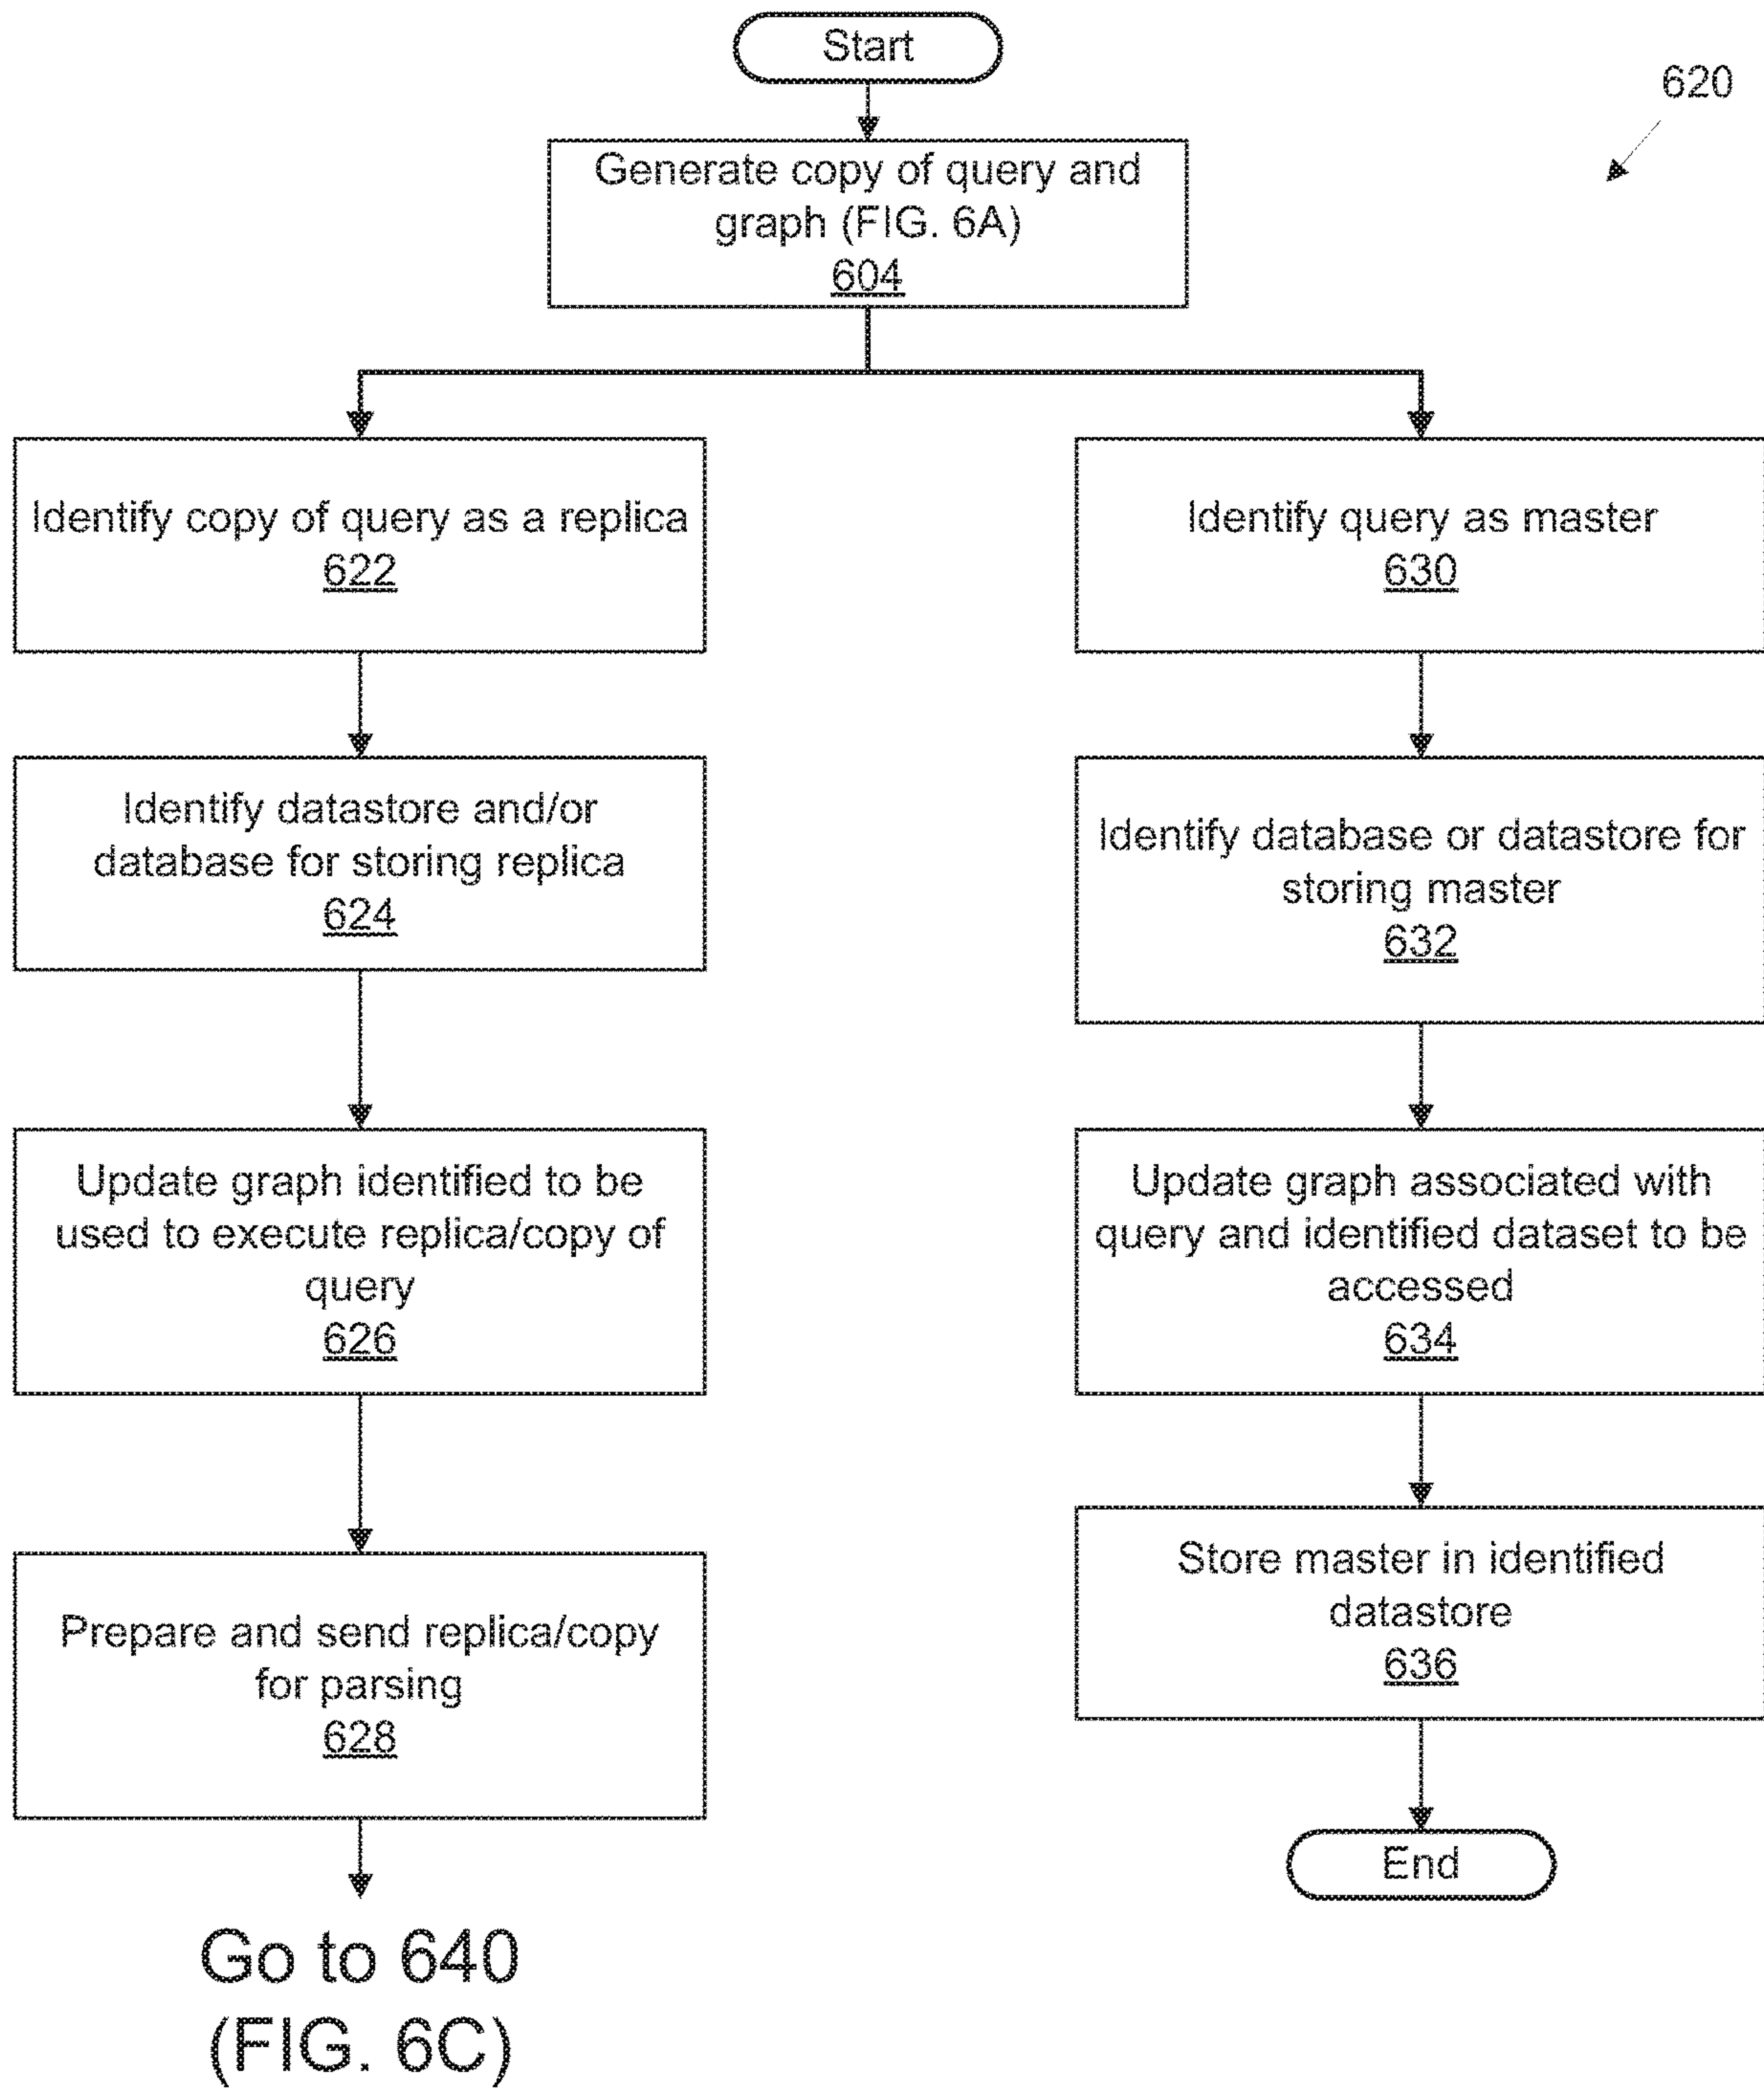 Start
620
Generate copy of query and
graph (FIG. 6A)
604
Identify copy of query as a replica
622
Identify datastore and/or
database for storing replica
624
Update graph identified to be
used to execute replica/copy of
query
626
Prepare and send replica/copy
for parsing
628
Go to 640
(FIG. 6C)
Identify query as master
630
Identify database or datastore for
storing master
632
Update graph associated with
query and identified dataset to be
accessed
634
Store master in identified
datastore
636
End